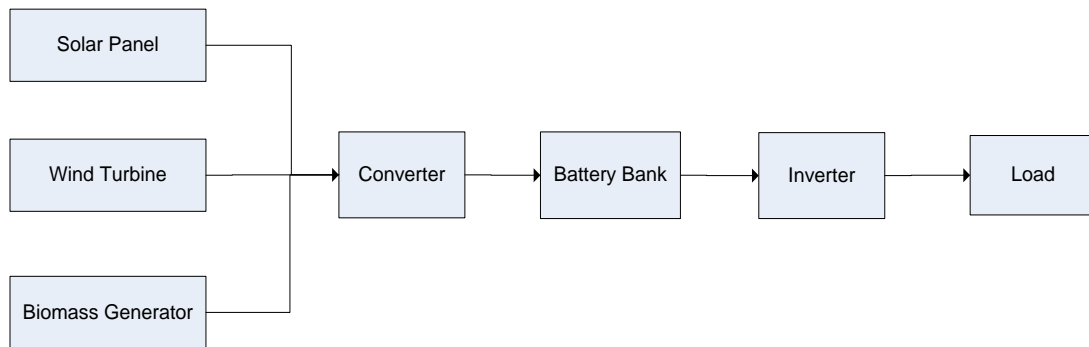 Solar Panel
Wind Turbine
Converter
Battery Bank
Inverter
Load
Biomass Generator